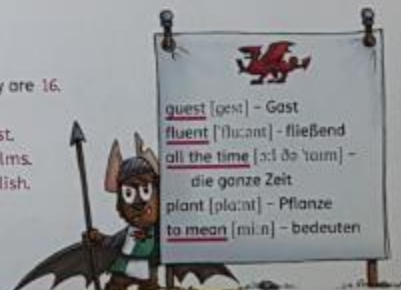 y are 16.
st.
lms.
lish.
guest [gest] – Gast
fluent ['flu:ənt] - fließend
all the time [ɔ:l ðə 'taɪm] –
die ganze Zeit
plant [plɑ:nt] – Pflanze
to mean [mi:n] – bedeuten